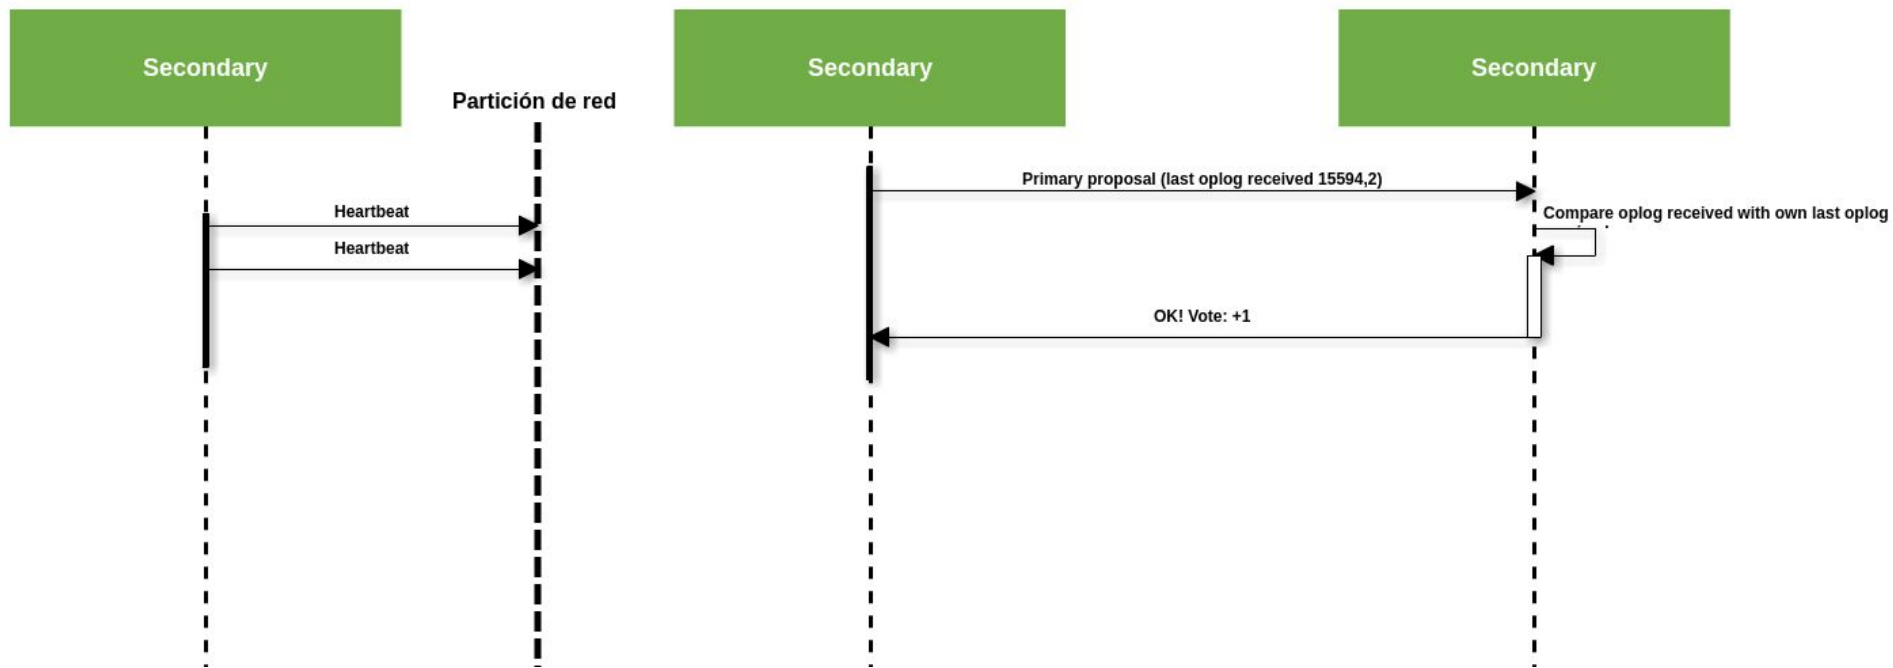 Secondary
Secondary
Secondary
Partición de red
Primary proposal (last oplog received 15594,2)
Heartbeat
Compare oplog received with own last oplog
Heartbeat
OK! Vote: +1